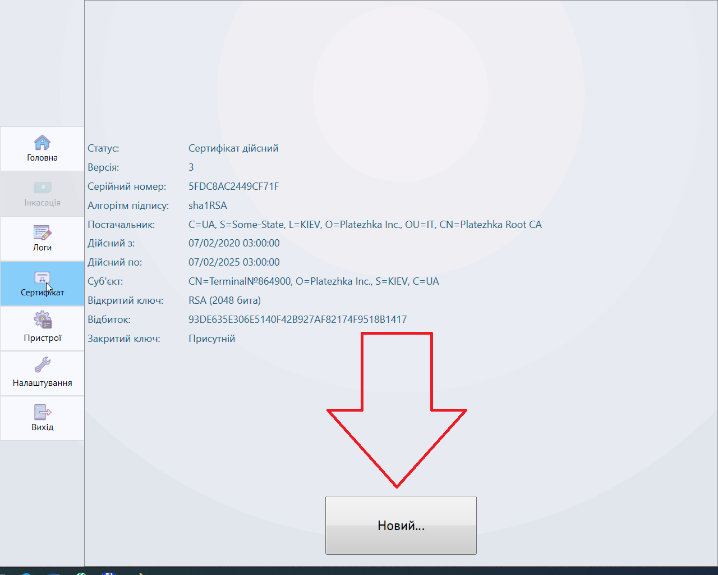 Головна
Інкасація
Логи
Сертифікат
Пристрої
Налаштування
Вихід
Статус: Сертифікат дійсний
Версія: 3
Серійний номер: 5FDC8AC2449CF71F
Алгорітм підпису: sha1RSA
Постачальник: C=UA, S=Some-State, L=KIEV, O=Platezhka Inc., OU=IT, CN=Platezhka Root CA
Дійсний з: 07/02/2020 03:00:00
Дійсний по: 07/02/2025 03:00:00
Суб'єкт: CN=Terminal№864900, O=Platezhka Inc., S=KIEV, C=UA
Відкритий ключ: RSA (2048 бита)
Відбиток: 93DE635E306E5140F42B927AF82174F9518B1417
Закритий ключ: Присутній
Новий...